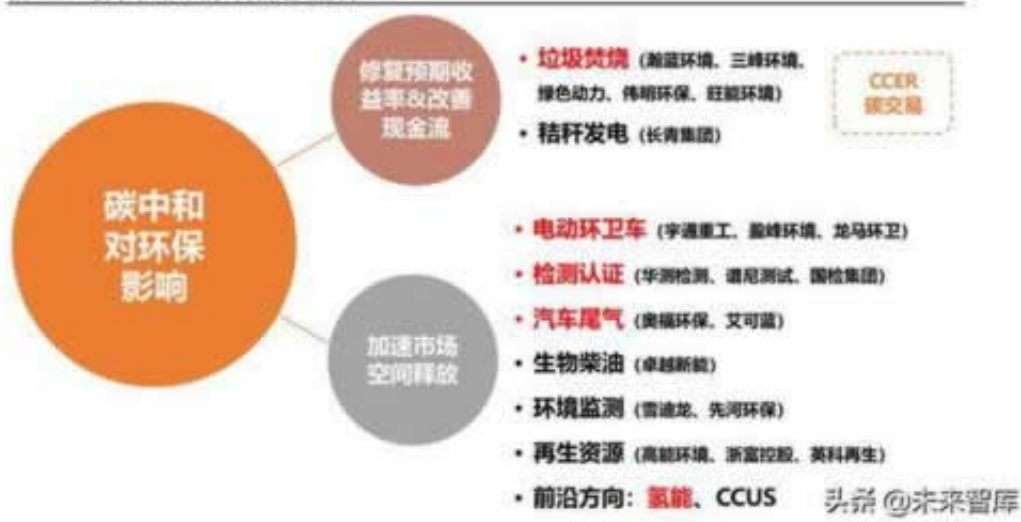 碳中和
对环保
影响
修复预期收
益率&改善
现金流
• 垃圾焚烧（瀚蓝环境、三峰环境、
绿色动力、伟明环保、旺能环境）
• 秸秆发电（长青集团）
CCER
碳交易
加速市场
空间释放
• 电动环卫车（宇通重工、盈峰环境、龙马环卫）
• 检测认证（华测检测、谱尼测试、国检集团）
• 汽车尾气（奥福环保、艾可蓝）
• 生物柴油（卓越新能）
• 环境监测（雪迪龙、先河环保）
• 再生资源（高能环境、浙富控股、英科再生）
• 前沿方向：氢能、CCUS
头条 @未来智库